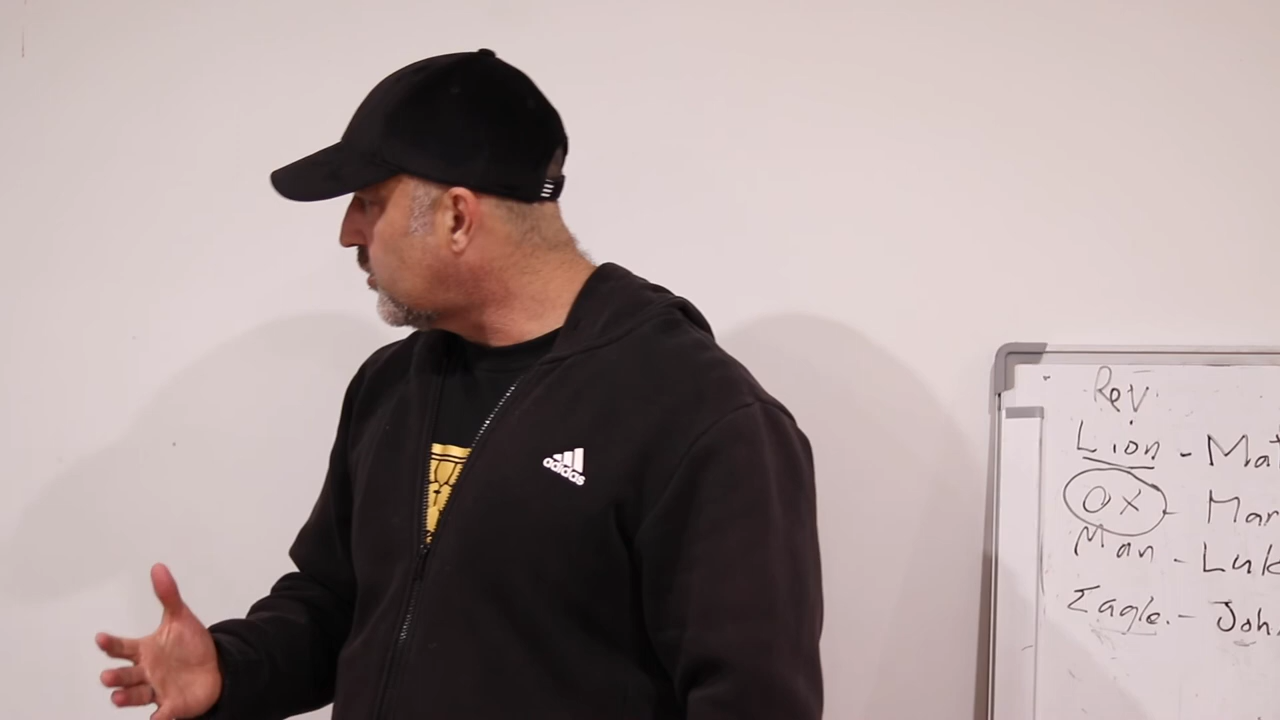 adidas
Rev.
Lion - Mat
OX - Mar
Man - Luk
Eagle. - Joh